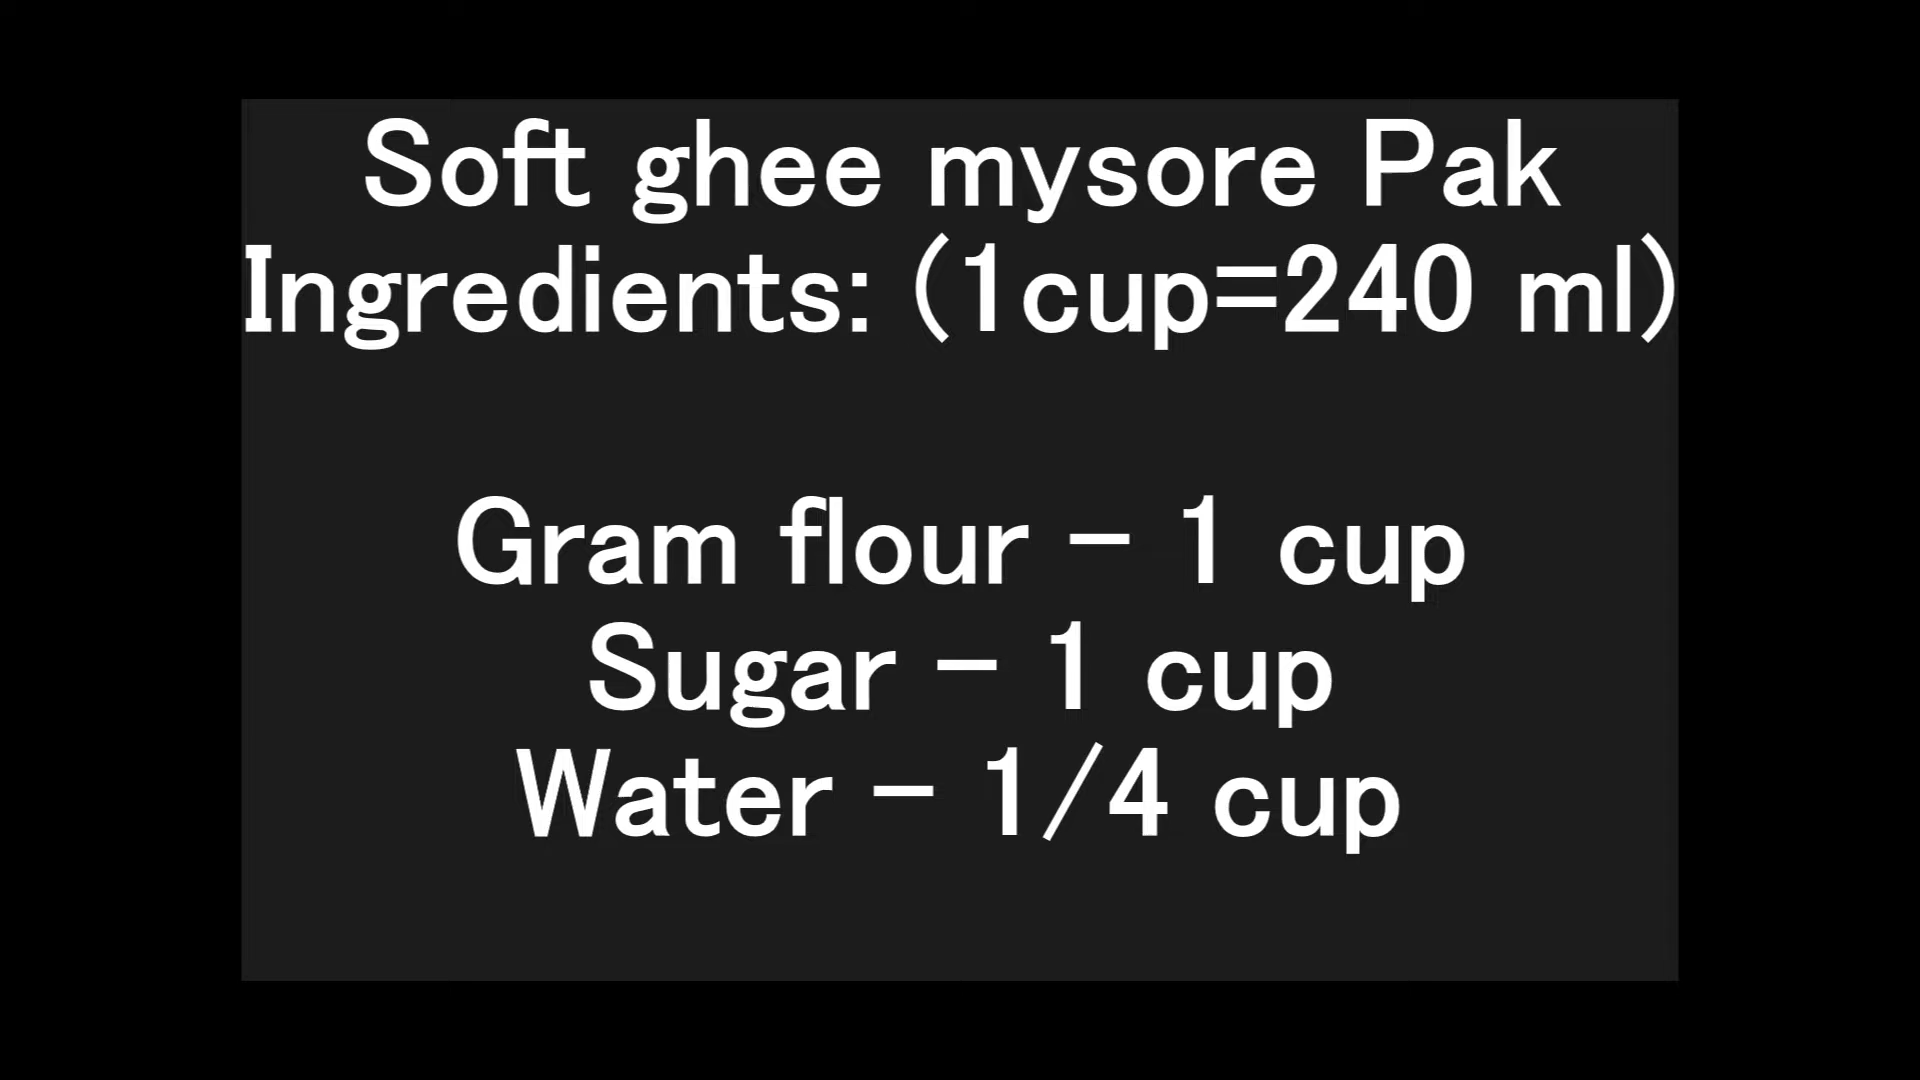 Soft ghee mysore Pak
Ingredients: (1cup=240 ml)
Gram flour - 1 cup
Sugar - 1 cup
Water - 1/4 cup